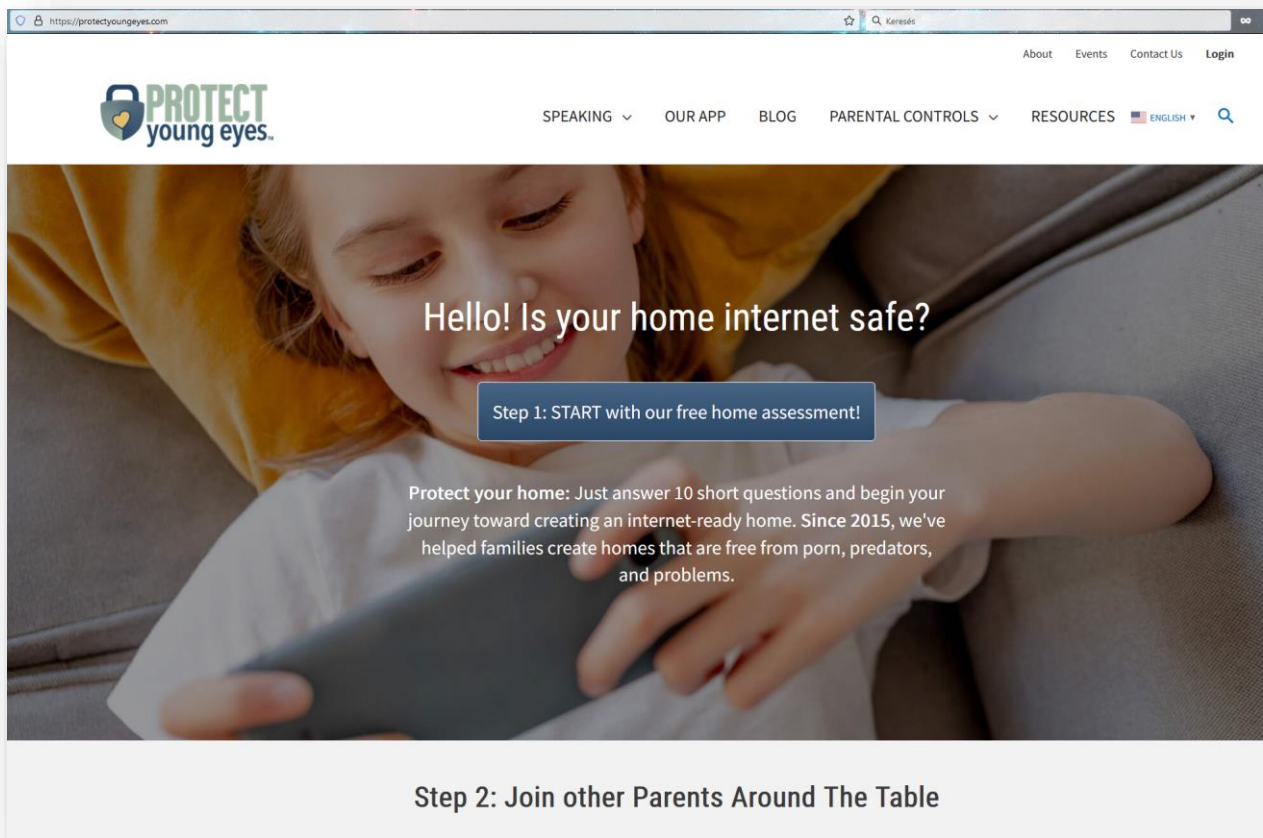 https://protectyoungeyes.com
Keresés
About Events Contact Us Login
PROTECT
young eyes™
SPEAKING OUR APP BLOG PARENTAL CONTROLS RESOURCES ENGLISH
Hello! Is your home internet safe?
Step 1: START with our free home assessment!
Protect your home: Just answer 10 short questions and begin your
journey toward creating an internet-ready home. Since 2015, we've
helped families create homes that are free from porn, predators,
and problems.
Step 2: Join other Parents Around The Table